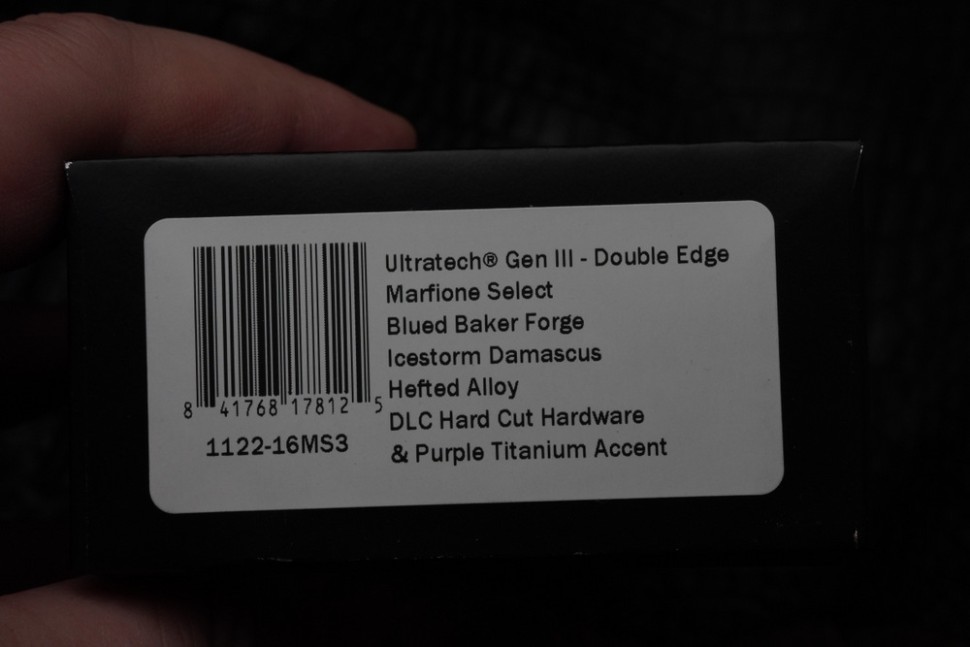 Ultratech® Gen III - Double Edge
Marfione Select
Blued Baker Forge
Icestorm Damascus
Hefted Alloy
DLC Hard Cut Hardware
& Purple Titanium Accent
8 41768 17812 5
1122-16MS3